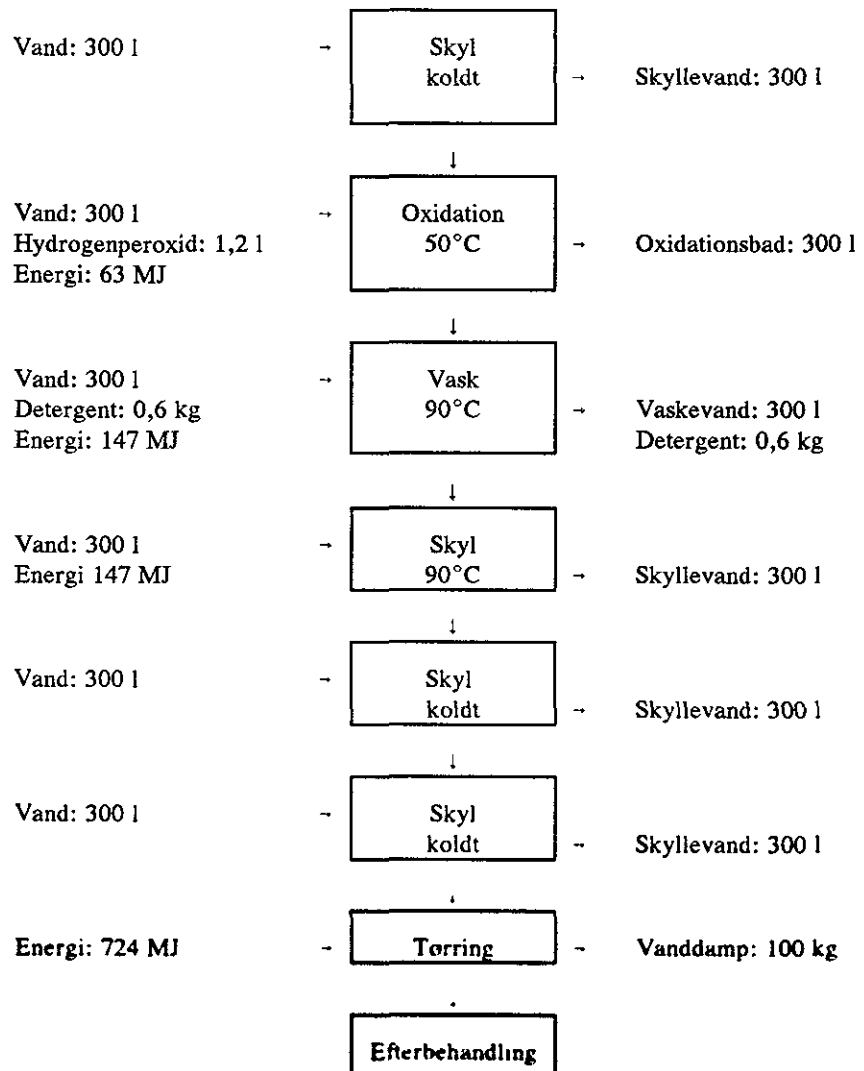 Vand: 300 l → Skyl
koldt → Skyllevand: 300 l
↓
Vand: 300 l → Oxidation
Hydrogenperoxid: 1,2 l 50°C → Oxidationsbad: 300 l
Energi: 63 MJ
↓
Vand: 300 l → Vask
Detergent: 0,6 kg 90°C → Vaskevand: 300 l
Energi: 147 MJ Detergent: 0,6 kg
↓
Vand: 300 l → Skyl
Energi 147 MJ 90°C → Skyllevand: 300 l
↓
Vand: 300 l → Skyl
koldt → Skyllevand: 300 l
↓
Vand: 300 l → Skyl
koldt → Skyllevand: 300 l
Energi: 724 MJ → Tørring → Vanddamp: 100 kg
Efterbehandling